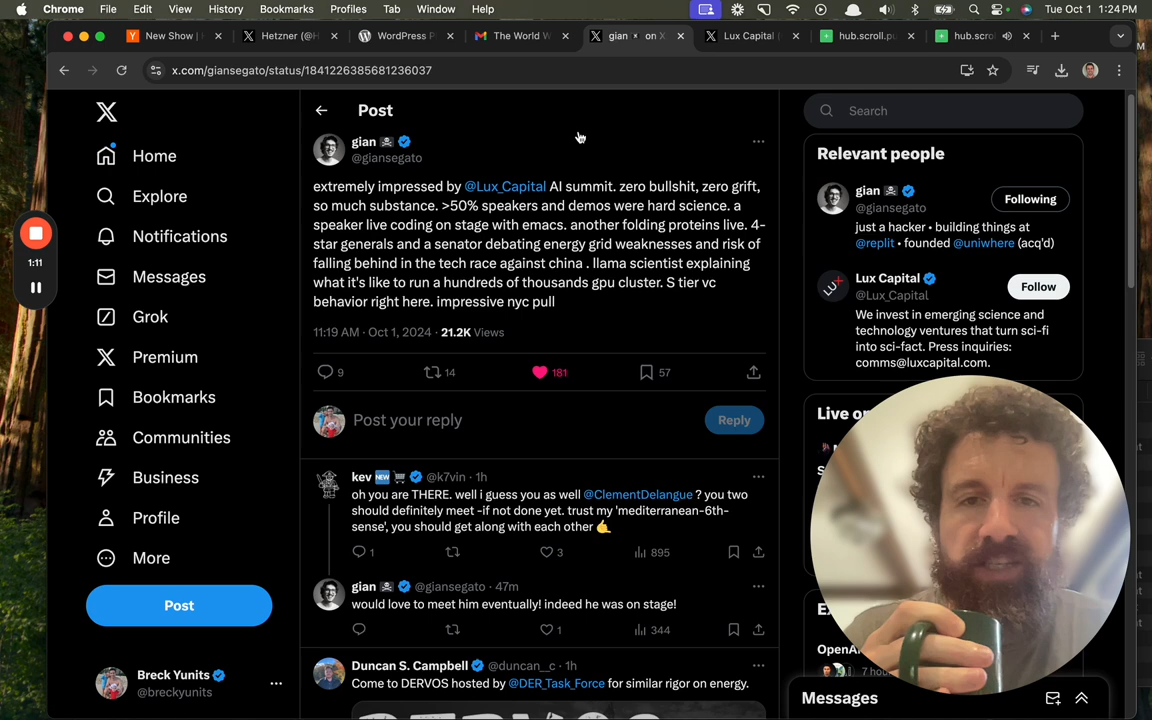 Chrome File Edit View History Bookmarks Profiles Tab Window Help Tue Oct 1 1:24 PM
New Show | Hetzner (@H WordPress P The World W gian on X Lux Capital ( hub.scroll.pu hub.scrol
x.com/giansegato/status/1841226385681236037
Home
Explore
Notifications
Messages
Grok
Premium
Bookmarks
Communities
Business
Profile
More
Post
Breck Yunits
@breckyunits
1:11
Post
gian
@giansegato
extremely impressed by @Lux_Capital AI summit. zero bullshit, zero grift,
so much substance. >50% speakers and demos were hard science. a
speaker live coding on stage with emacs. another folding proteins live. 4-
star generals and a senator debating energy grid weaknesses and risk of
falling behind in the tech race against china . llama scientist explaining
what it's like to run a hundreds of thousands gpu cluster. S tier vc
behavior right here. impressive nyc pull
11:19 AM · Oct 1, 2024 · 21.2K Views
9 14 181 57
Post your reply
Reply
kev NEW @k7vin · 1h
oh you are THERE. well i guess you as well @ClementDelangue ? you two
should definitely meet -if not done yet. trust my 'mediterranean-6th-
sense', you should get along with each other
1 3 895
gian @giansegato · 47m
would love to meet him eventually! indeed he was on stage!
1 344
Duncan S. Campbell @duncan__c · 1h
Come to DERVOS hosted by @DER_Task_Force for similar rigor on energy.
Search
Relevant people
gian
@giansegato
Following
just a hacker • building things at
@replit • founded @uniwhere (acq'd)
Lux Capital
@Lux_Capital
Follow
We invest in emerging science and
technology ventures that turn sci-fi
into sci-fact. Press inquiries:
comms@luxcapital.com.
Live o
OpenAI
7 hou
Messages